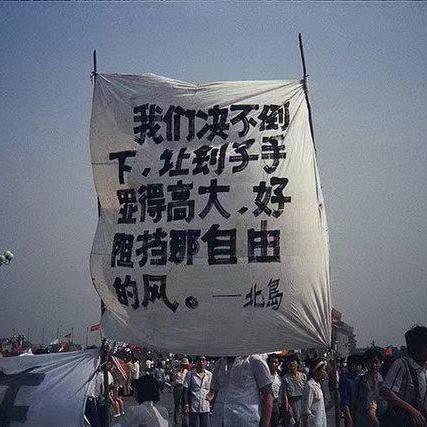 我们决不倒
下，让刽子手
显得高大，好
阻挡那自由
的风。——北島